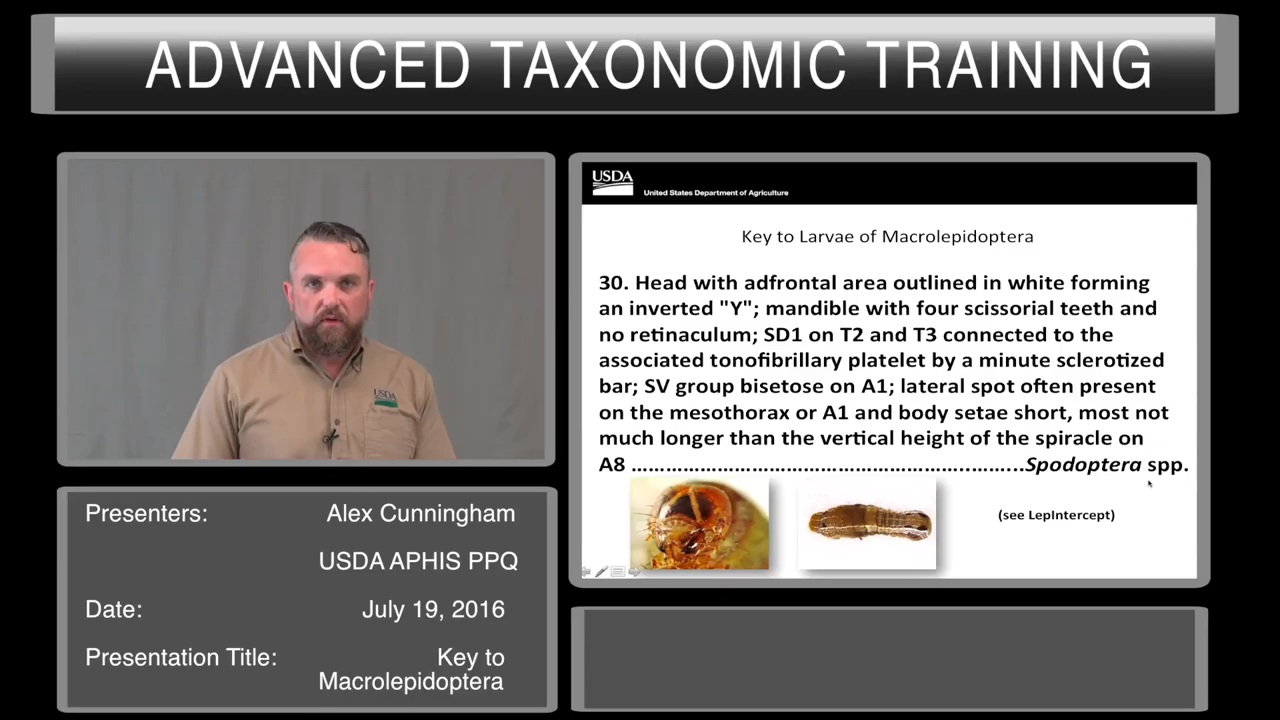 ADVANCED TAXONOMIC TRAINING
USDA
USDA
United States Department of Agriculture
Key to Larvae of Macrolepidoptera
30. Head with adfrontal area outlined in white forming
an inverted "Y"; mandible with four scissorial teeth and
no retinaculum; SD1 on T2 and T3 connected to the
associated tonofibrillary platelet by a minute sclerotized
bar; SV group bisetose on A1; lateral spot often present
on the mesothorax or A1 and body setae short, most not
much longer than the vertical height of the spiracle on
A8 …………………………………………………..……...Spodoptera spp.
(see LepIntercept)
Presenters: Alex Cunningham
USDA APHIS PPQ
Date: July 19, 2016
Presentation Title: Key to
Macrolepidoptera